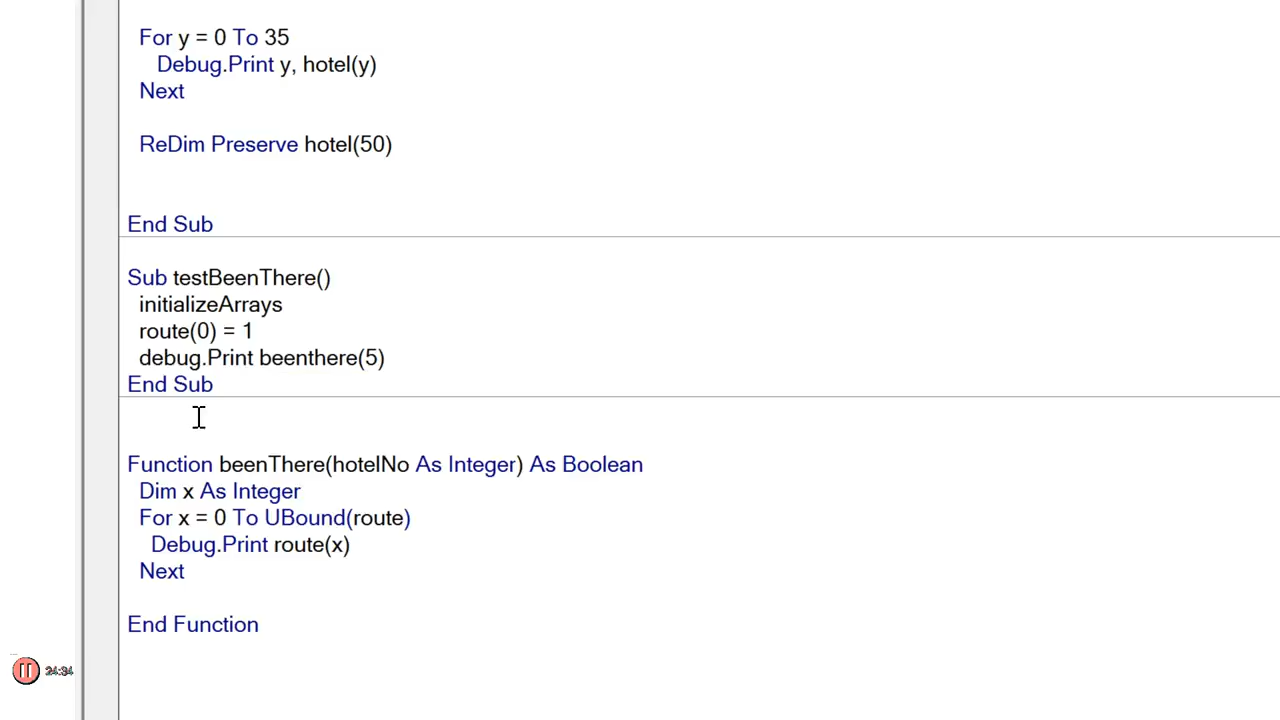 For y = 0 To 35
Debug.Print y, hotel(y)
Next
ReDim Preserve hotel(50)
End Sub
Sub testBeenThere()
initializeArrays
route(0) = 1
debug.Print beenthere(5)
End Sub
Function beenThere(hotelNo As Integer) As Boolean
Dim x As Integer
For x = 0 To UBound(route)
Debug.Print route(x)
Next
End Function
24:34